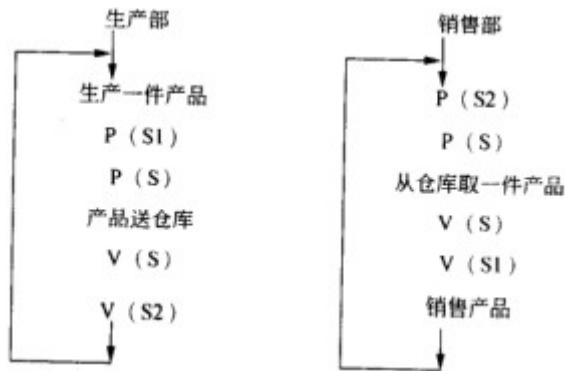 生产部
生产一件产品
P（S1）
P（S）
产品送仓库
V（S）
V（S2）
销售部
P（S2）
P（S）
从仓库取一件产品
V（S）
V（S1）
销售产品